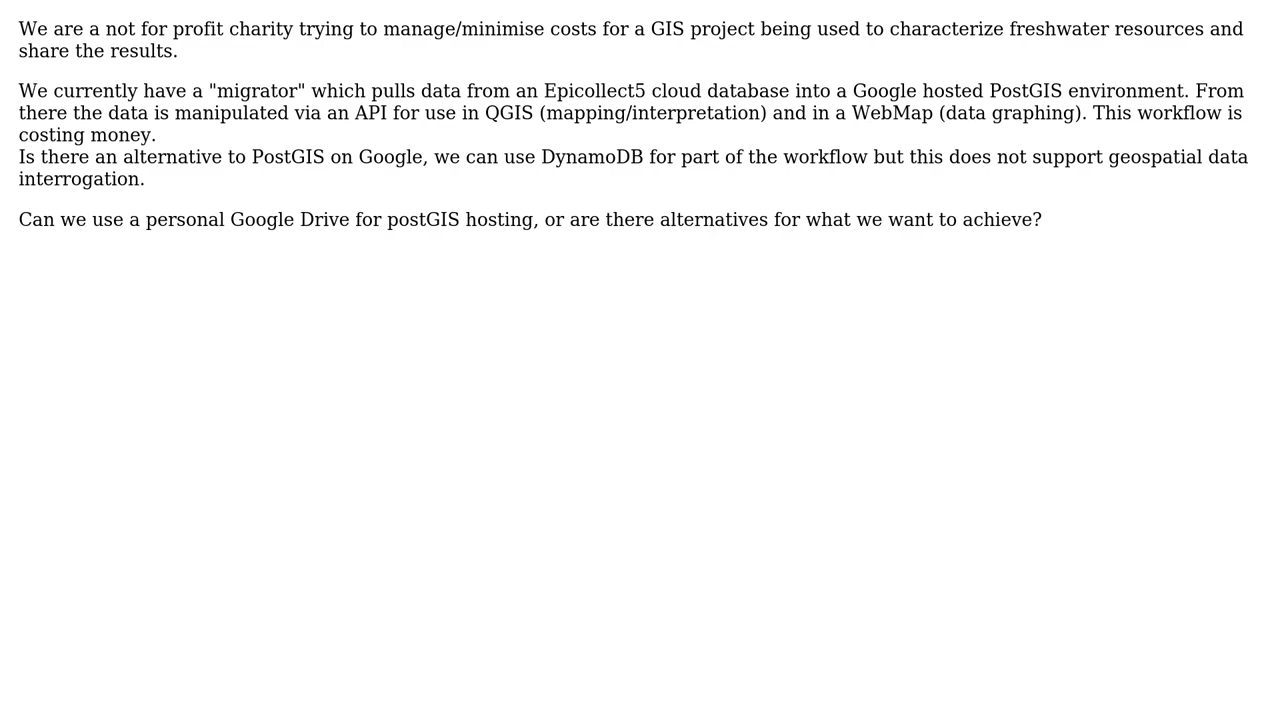 We are a not for profit charity trying to manage/minimise costs for a GIS project being used to characterize freshwater resources and
share the results.
We currently have a "migrator" which pulls data from an Epicollect5 cloud database into a Google hosted PostGIS environment. From
there the data is manipulated via an API for use in QGIS (mapping/interpretation) and in a WebMap (data graphing). This workflow is
costing money.
Is there an alternative to PostGIS on Google, we can use DynamoDB for part of the workflow but this does not support geospatial data
interrogation.
Can we use a personal Google Drive for postGIS hosting, or are there alternatives for what we want to achieve?